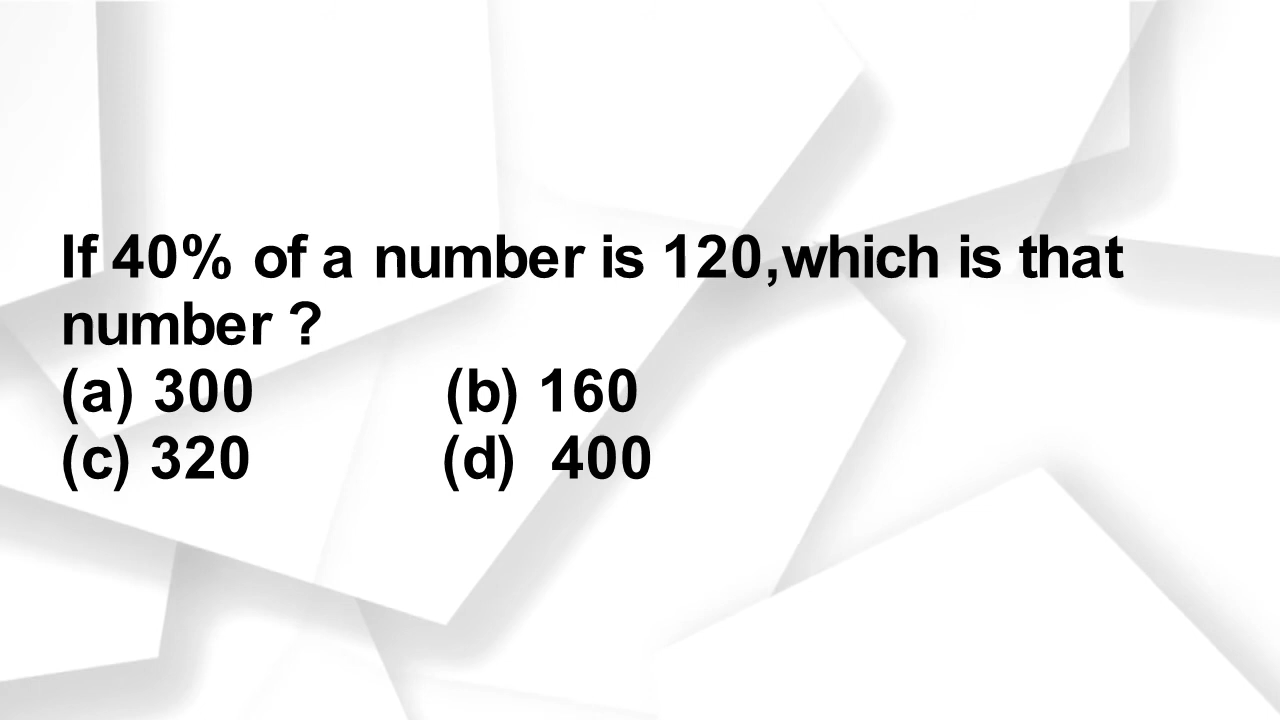 If 40% of a number is 120,which is that
number ?
(a) 300 (b) 160
(c) 320 (d) 400